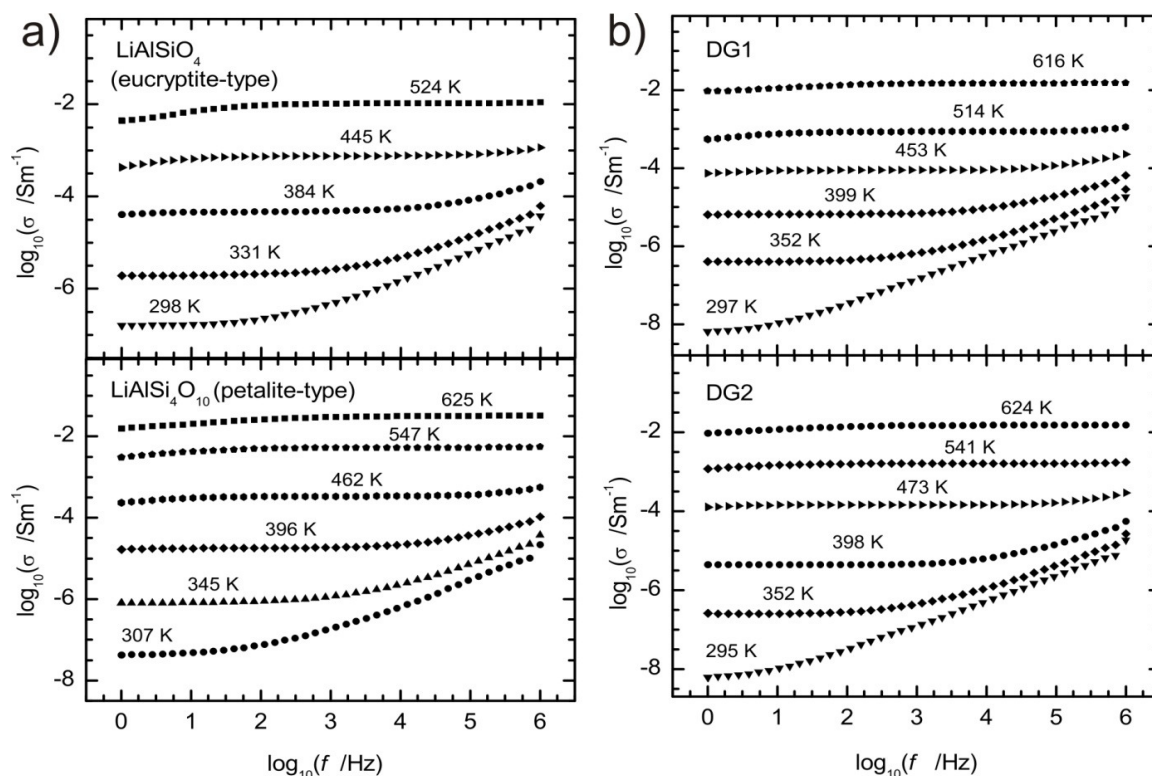 a)
LiAlSiO4
(eucryptite-type)
524 K
445 K
384 K
331 K
298 K
-2
-4
-6
log10(σ /Sm-1)
LiAlSi4O10 (petalite-type)
625 K
547 K
462 K
396 K
345 K
307 K
-2
-4
-6
-8
log10(σ /Sm-1)
0 1 2 3 4 5 6
log10(f /Hz)
b)
DG1
616 K
514 K
453 K
399 K
352 K
297 K
0
-2
-4
-6
-8
log10(σ /Sm-1)
DG2
624 K
541 K
473 K
398 K
352 K
295 K
-2
-4
-6
-8
log10(σ /Sm-1)
0 1 2 3 4 5 6
log10(f /Hz)